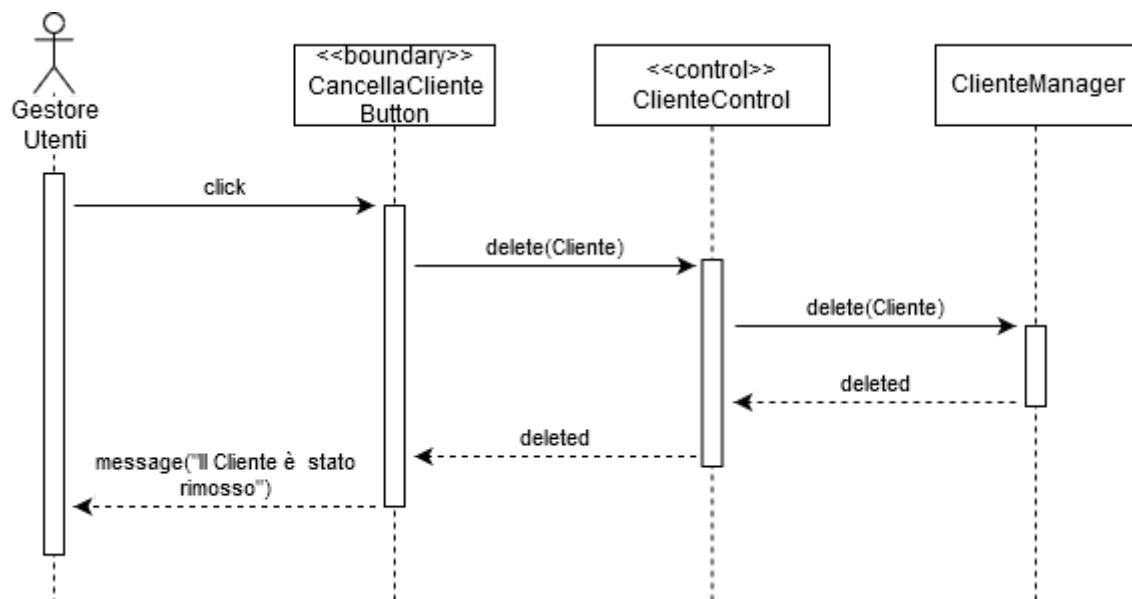 Gestore
Utenti
<<boundary>>
CancellaCliente
Button
<<control>>
ClienteControl
ClienteManager
click
delete(Cliente)
delete(Cliente)
deleted
deleted
message("Il Cliente è stato
rimosso")